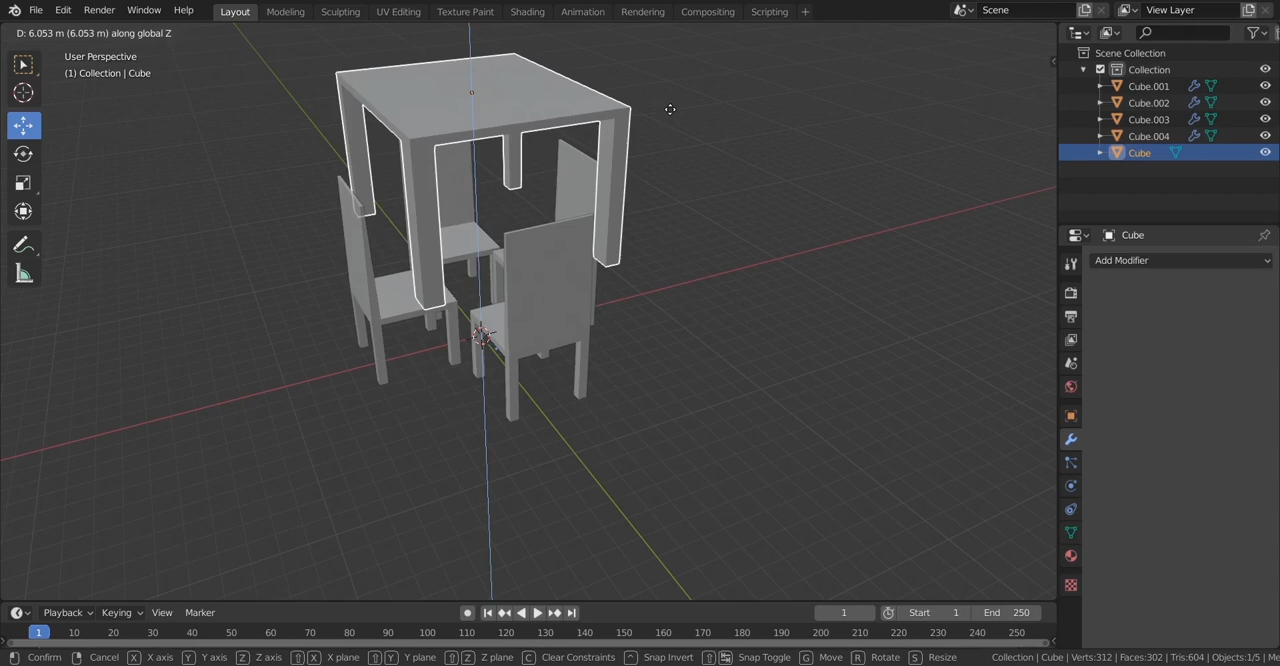 File Edit Render Window Help Layout Modeling Sculpting UV Editing Texture Paint Shading Animation Rendering Compositing Scripting + Scene View Layer
D: 6.053 m (6.053 m) along global Z
User Perspective
(1) Collection | Cube
Scene Collection
Collection
Cube.001
Cube.002
Cube.003
Cube.004
Cube
Cube
Add Modifier
Playback Keying View Marker 1 Start 1 End 250
1 10 20 30 40 50 60 70 80 90 100 110 120 130 140 150 160 170 180 190 200 210 220 230 240 250
Confirm Cancel X X axis Y Y axis Z Z axis X X plane Y Y plane Z Z plane C Clear Constraints Snap Invert Snap Toggle G Move R Rotate S Resize Collection | Cube | Verts:312 | Faces:302 | Tris:604 | Objects:1/5 |